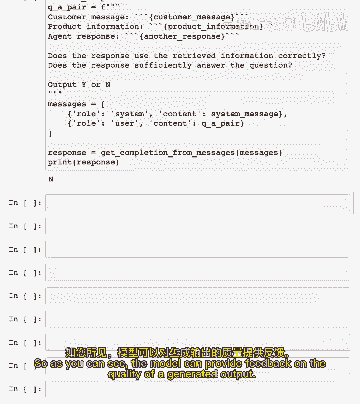 q_a_pair = f"""
Customer message: ```{customer_message}```
Product information: ```{product_information}```
Agent response: ```{another_response}```
Does the response use the retrieved information correctly?
Does the response sufficiently answer the question?
Output Y or N
"""
messages = [
{'role': 'system', 'content': system_message},
{'role': 'user', 'content': q_a_pair}
]
response = get_completion_from_messages(messages)
print(response)
N
In [ ]:
In [ ]:
In [ ]:
In [ ]:
In [ ]:
In [ ]:
In [ ]:
如您所见，模型可以对生成输出的质量提供反馈。
So as you can see, the model can provide feedback on the
In [ ]:
quality of a generated output.
In [ ]: